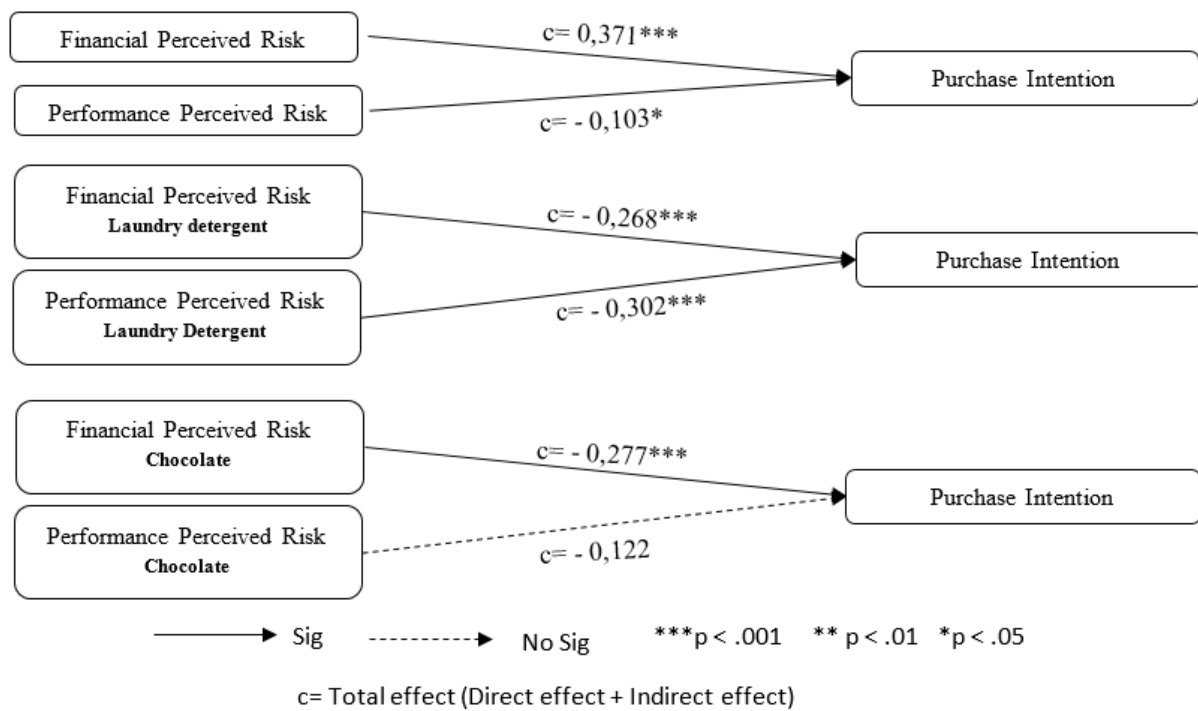 Financial Perceived Risk
c= 0,371***
Purchase Intention
Performance Perceived Risk
c= - 0,103*
Financial Perceived Risk
Laundry detergent
c= - 0,268***
Purchase Intention
Performance Perceived Risk
Laundry Detergent
c= - 0,302***
Financial Perceived Risk
Chocolate
c= - 0,277***
Purchase Intention
Performance Perceived Risk
Chocolate
c= - 0,122
Sig No Sig ***p < .001 ** p < .01 *p < .05
c= Total effect (Direct effect + Indirect effect)